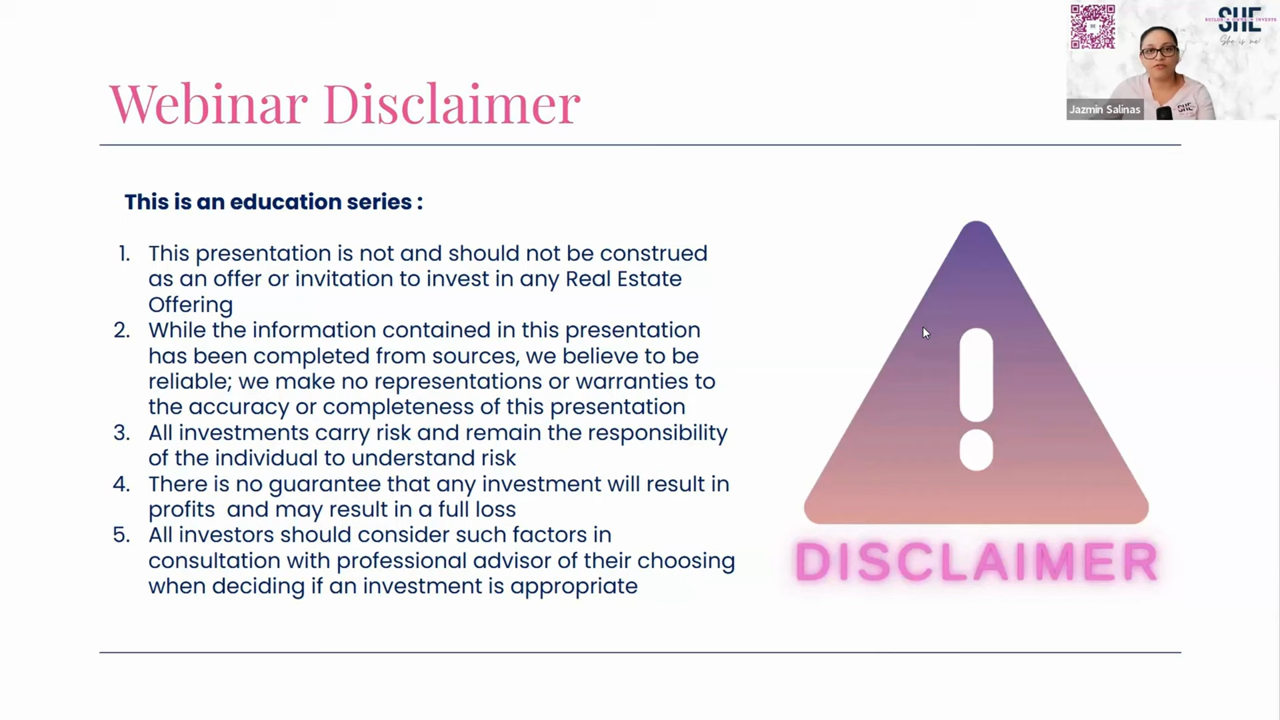 SHE
She is me
Jazmin Salinas
SHE
Webinar Disclaimer
This is an education series :
1. This presentation is not and should not be construed
as an offer or invitation to invest in any Real Estate
Offering
2. While the information contained in this presentation
has been completed from sources, we believe to be
reliable; we make no representations or warranties to
the accuracy or completeness of this presentation
3. All investments carry risk and remain the responsibility
of the individual to understand risk
4. There is no guarantee that any investment will result in
profits  and may result in a full loss
5. All investors should consider such factors in
consultation with professional advisor of their choosing
when deciding if an investment is appropriate
DISCLAIMER